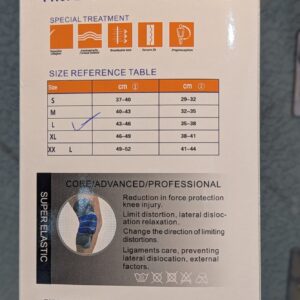 SPECIAL TREATMENT
SIZE REFERENCE TABLE
Size cm ① cm ②
S 37-40 29-32
M 40-43 32-35
L 43-46 35-38
XL 46-49 38-41
XX L 49-52 41-44
CORE/ADVANCED/PROFESSIONAL
SUPER ELASTIC
Reduction in force protection
knee injury.
Limit distortion, lateral disloc-
ation relaxation.
Change the direction of limiting
distortions.
Ligaments care, preventing
lateral dislocation, external
factors.